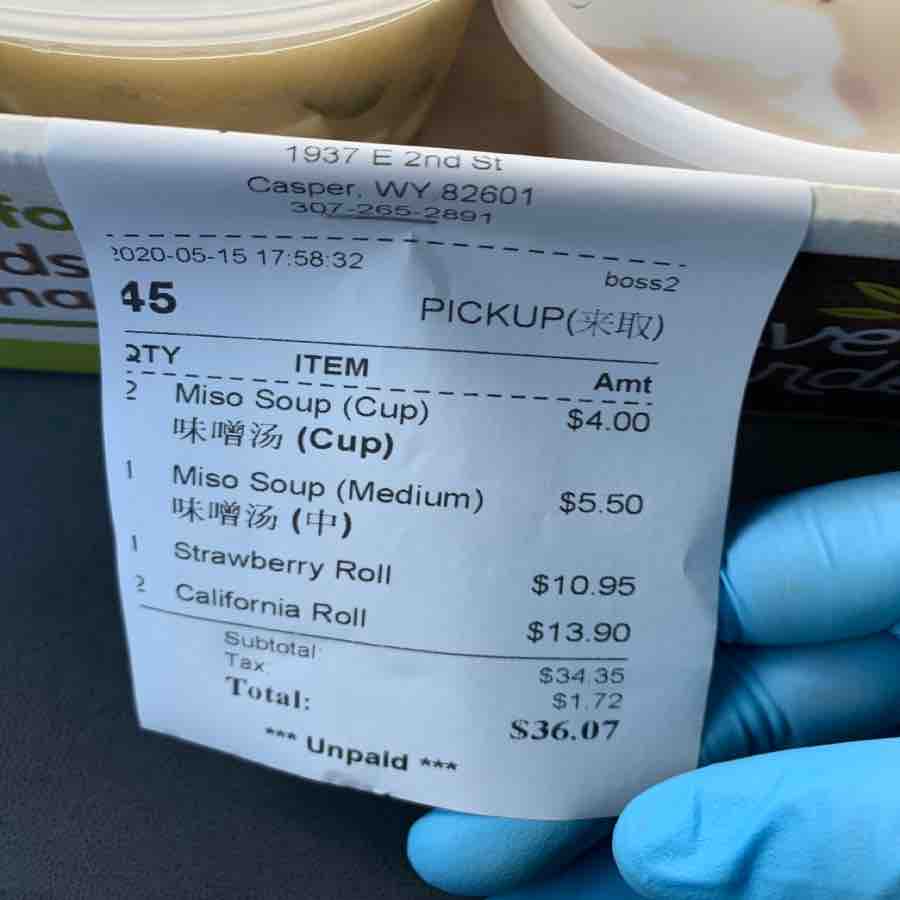 1937 E 2nd St
Casper, WY 82601
307-265-2891
2020-05-15 17:58:32 boss2
45 PICKUP(来取)
QTY ITEM Amt
2 Miso Soup (Cup) $4.00
味噌汤 (Cup)
1 Miso Soup (Medium) $5.50
味噌汤 (中)
1 Strawberry Roll $10.95
2 California Roll $13.90
Subtotal: $34.35
Tax: $1.72
Total: $36.07
*** Unpaid ***